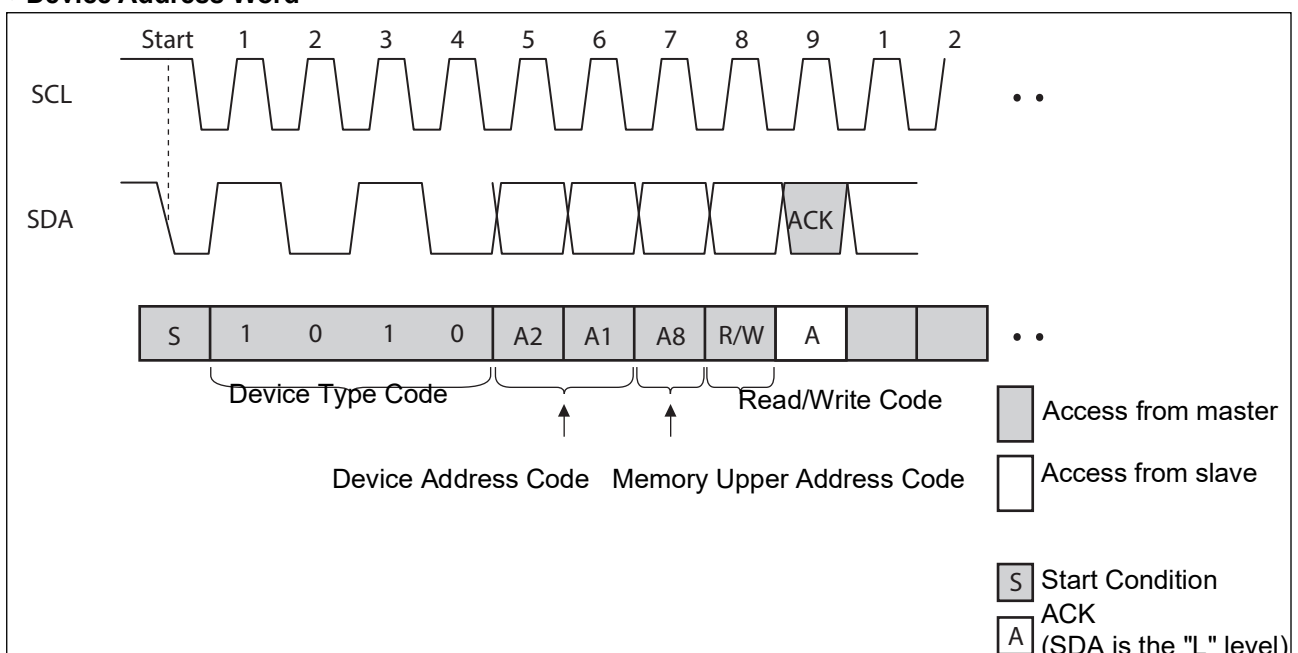 Device Address Word
Start 1 2 3 4 5 6 7 8 9 1 2
SCL
SDA
ACK
S 1 0 1 0 A2 A1 A8 R/W A
Device Type Code
Read/Write Code
Device Address Code Memory Upper Address Code
Access from master
Access from slave
S Start Condition
ACK
A (SDA is the "L" level)